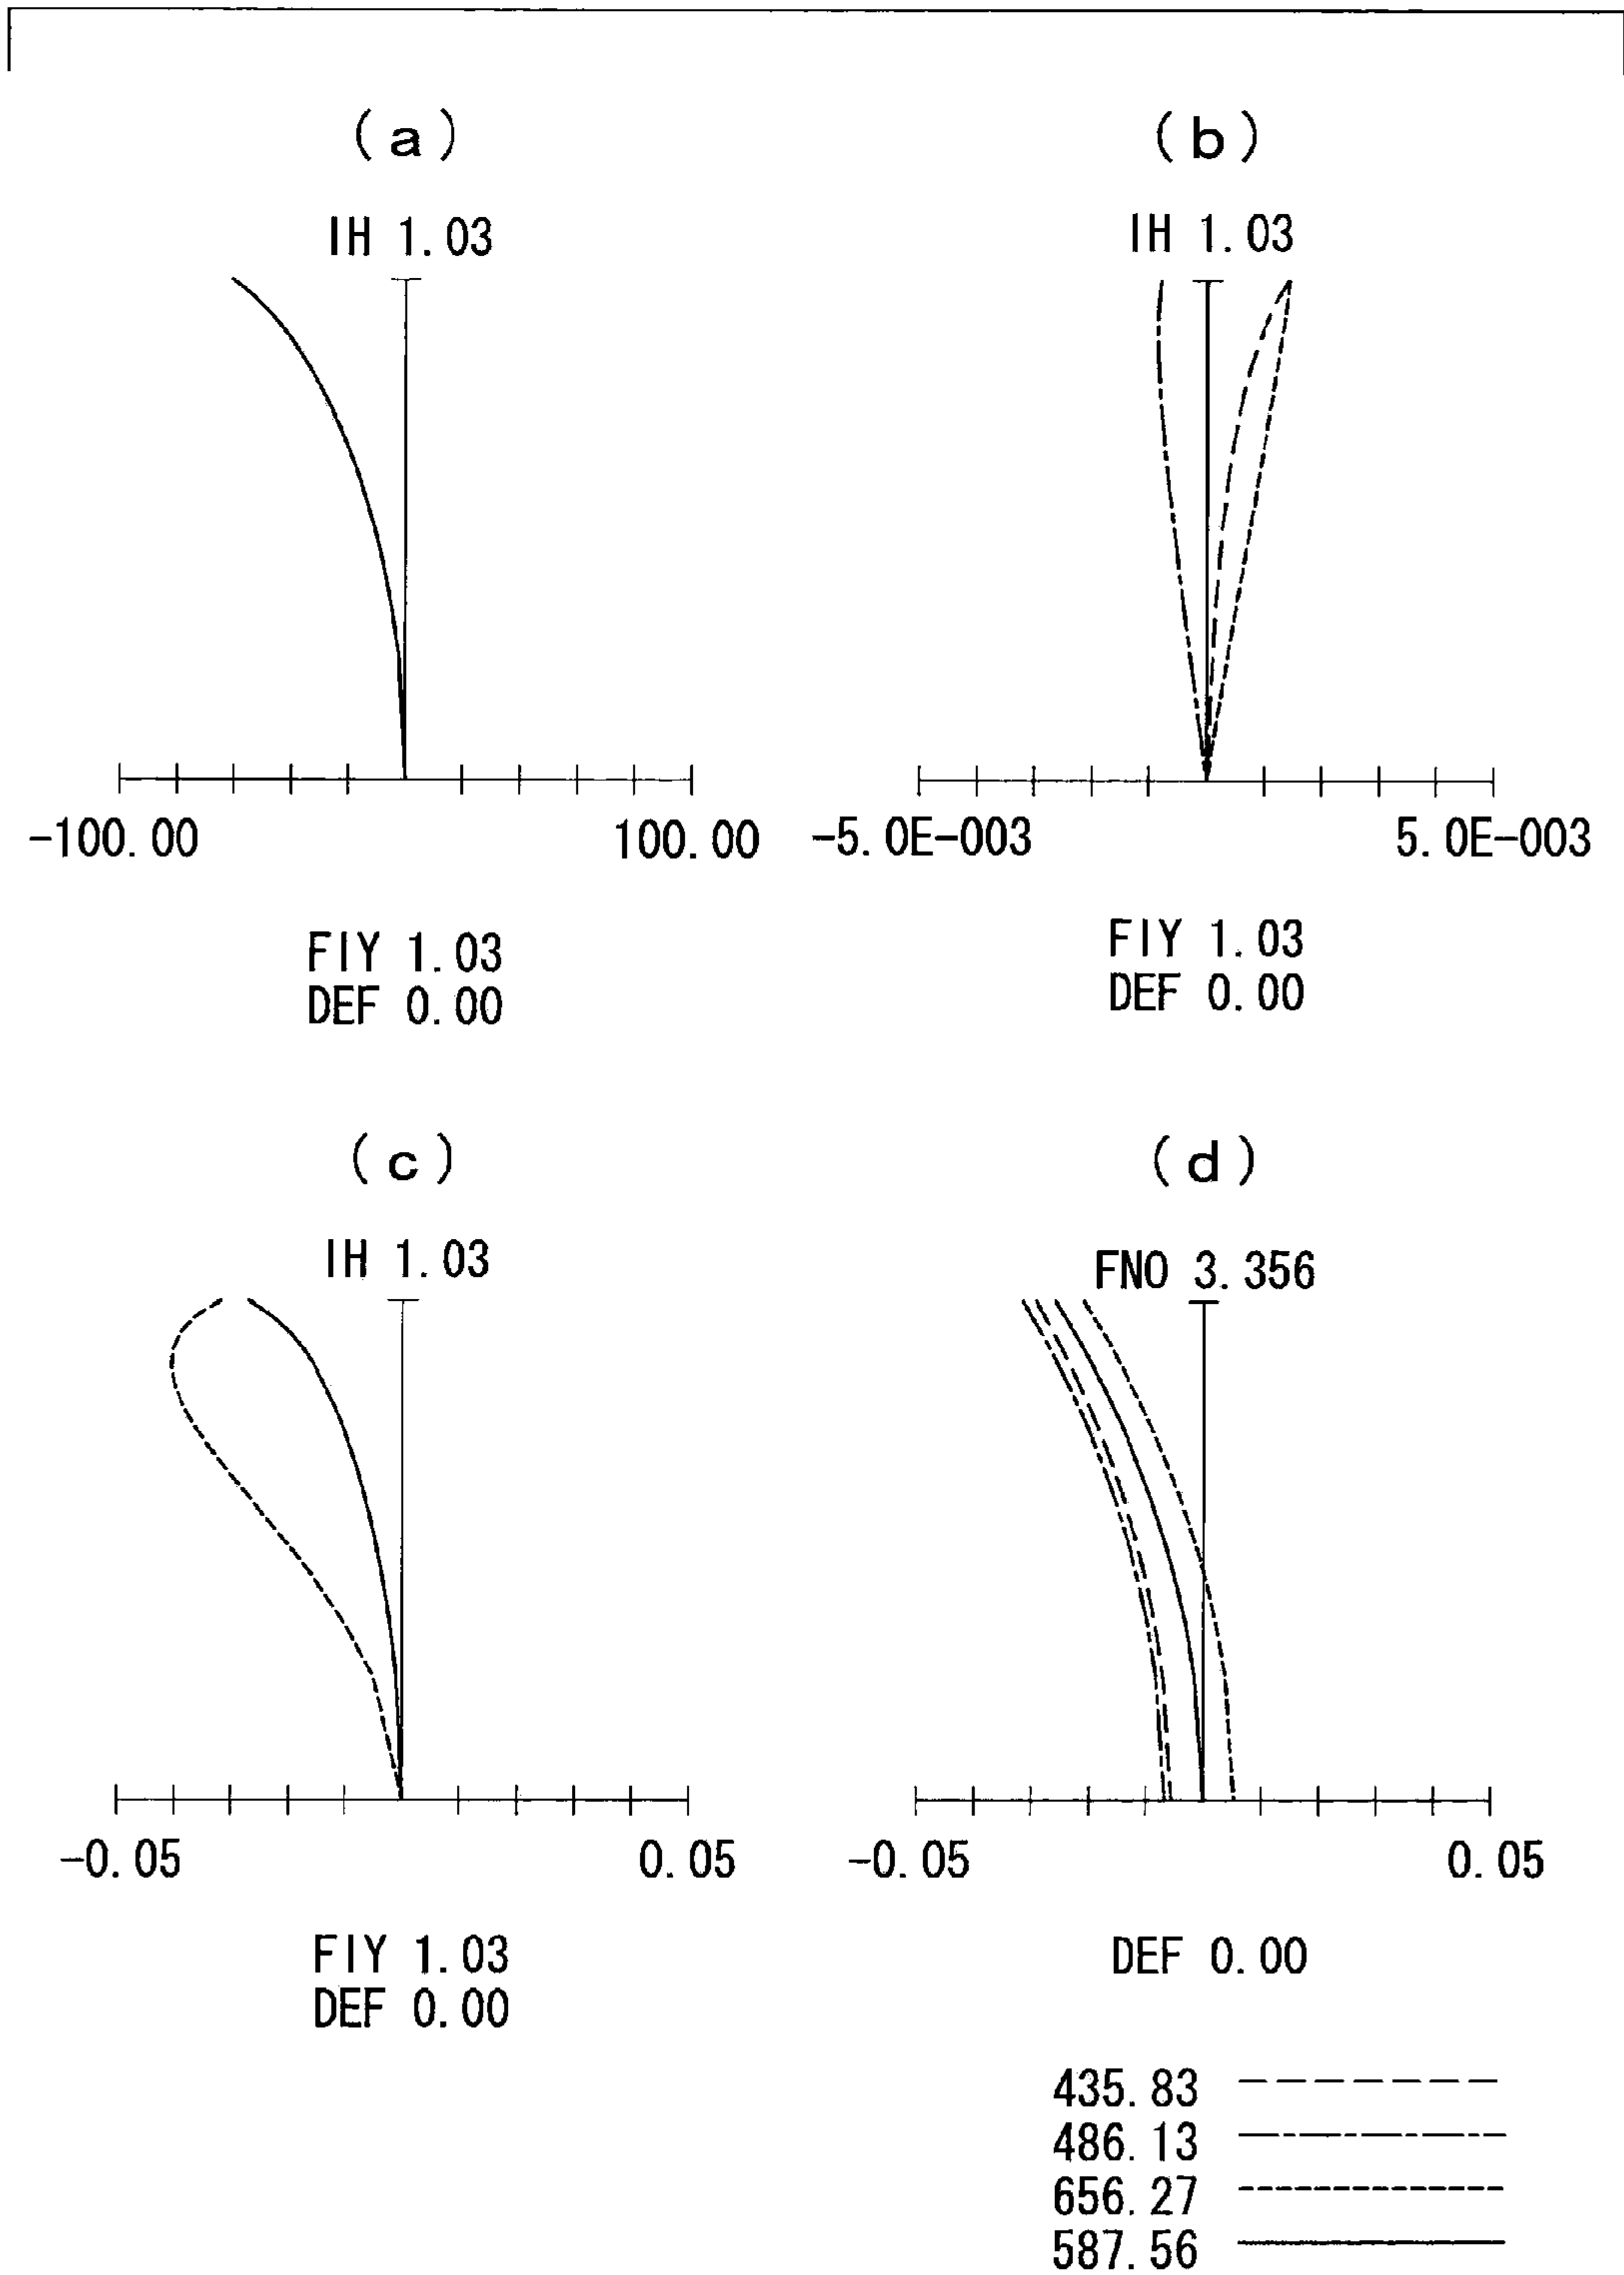 (a)
IH 1.03
-100.00 100.00
FIY 1.03
DEF 0.00
(b)
IH 1.03
-5.0E-003 5.0E-003
FIY 1.03
DEF 0.00
(c)
IH 1.03
-0.05 0.05
FIY 1.03
DEF 0.00
(d)
FNO 3.356
-0.05 0.05
DEF 0.00
435.83
486.13
656.27
587.56